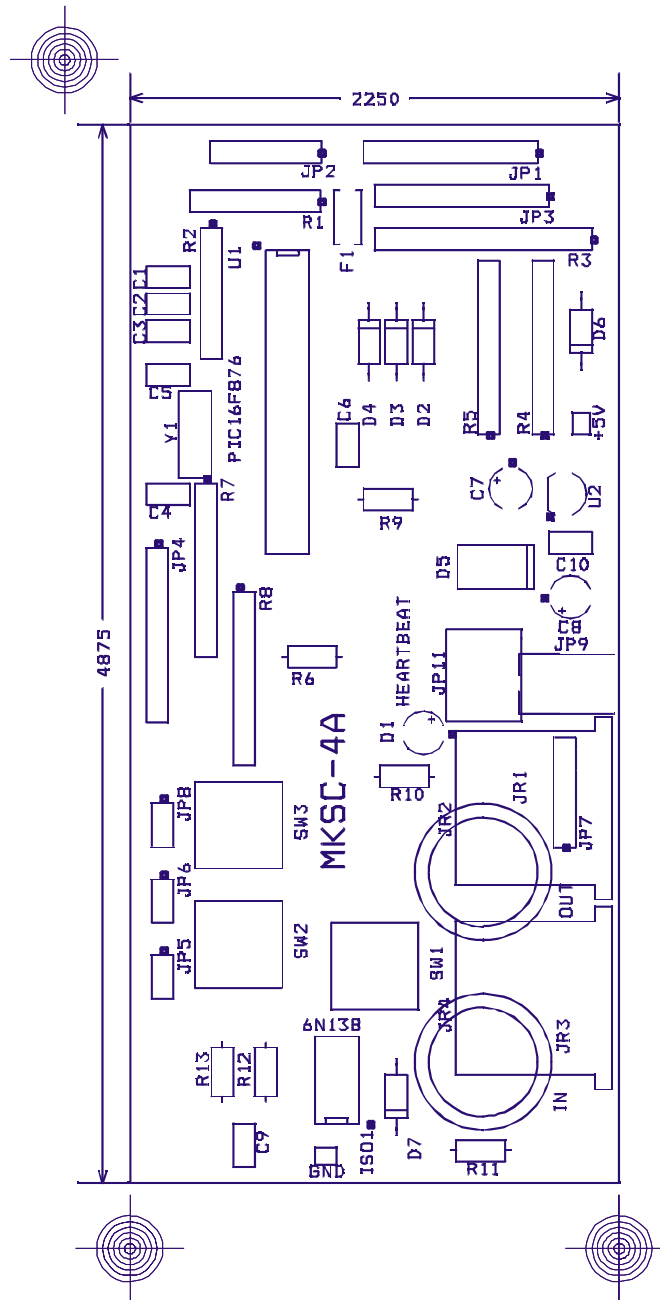 2250
JP2
JP1
R1
JP3
R2
U1
F1
R3
C1
C2
C3
D6
C5
PIC16F876
Y1
C6
D4
D3
D2
R5
R4
+5V
C4
R7
R9
C7
+
U2
JP4
D5
C10
R8
HEARTBEAT
+
C8
JP9
4875
R6
JP11
D1
+
MKSC-4A
R10
JR1
JP8
SW3
JR2
JP7
JP6
OUT
SW2
JP5
SW1
6N138
JR4
JR3
R13
R12
IN
C9
GND
ISO1
D7
R11